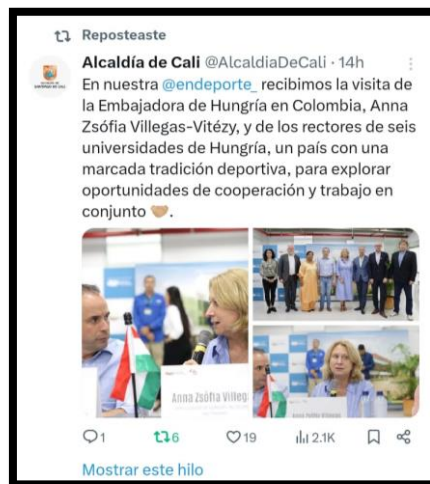 Reposteaste
Alcaldía de Cali @AlcaldiaDeCali · 14h
En nuestra @endeporte_ recibimos la visita de
la Embajadora de Hungría en Colombia, Anna
Zsófia Villegas-Vitézy, y de los rectores de seis
universidades de Hungría, un país con una
marcada tradición deportiva, para explorar
oportunidades de cooperación y trabajo en
conjunto 🤝🏼.
Anna Zsófia Villega
1 6 19 2.1K
Mostrar este hilo